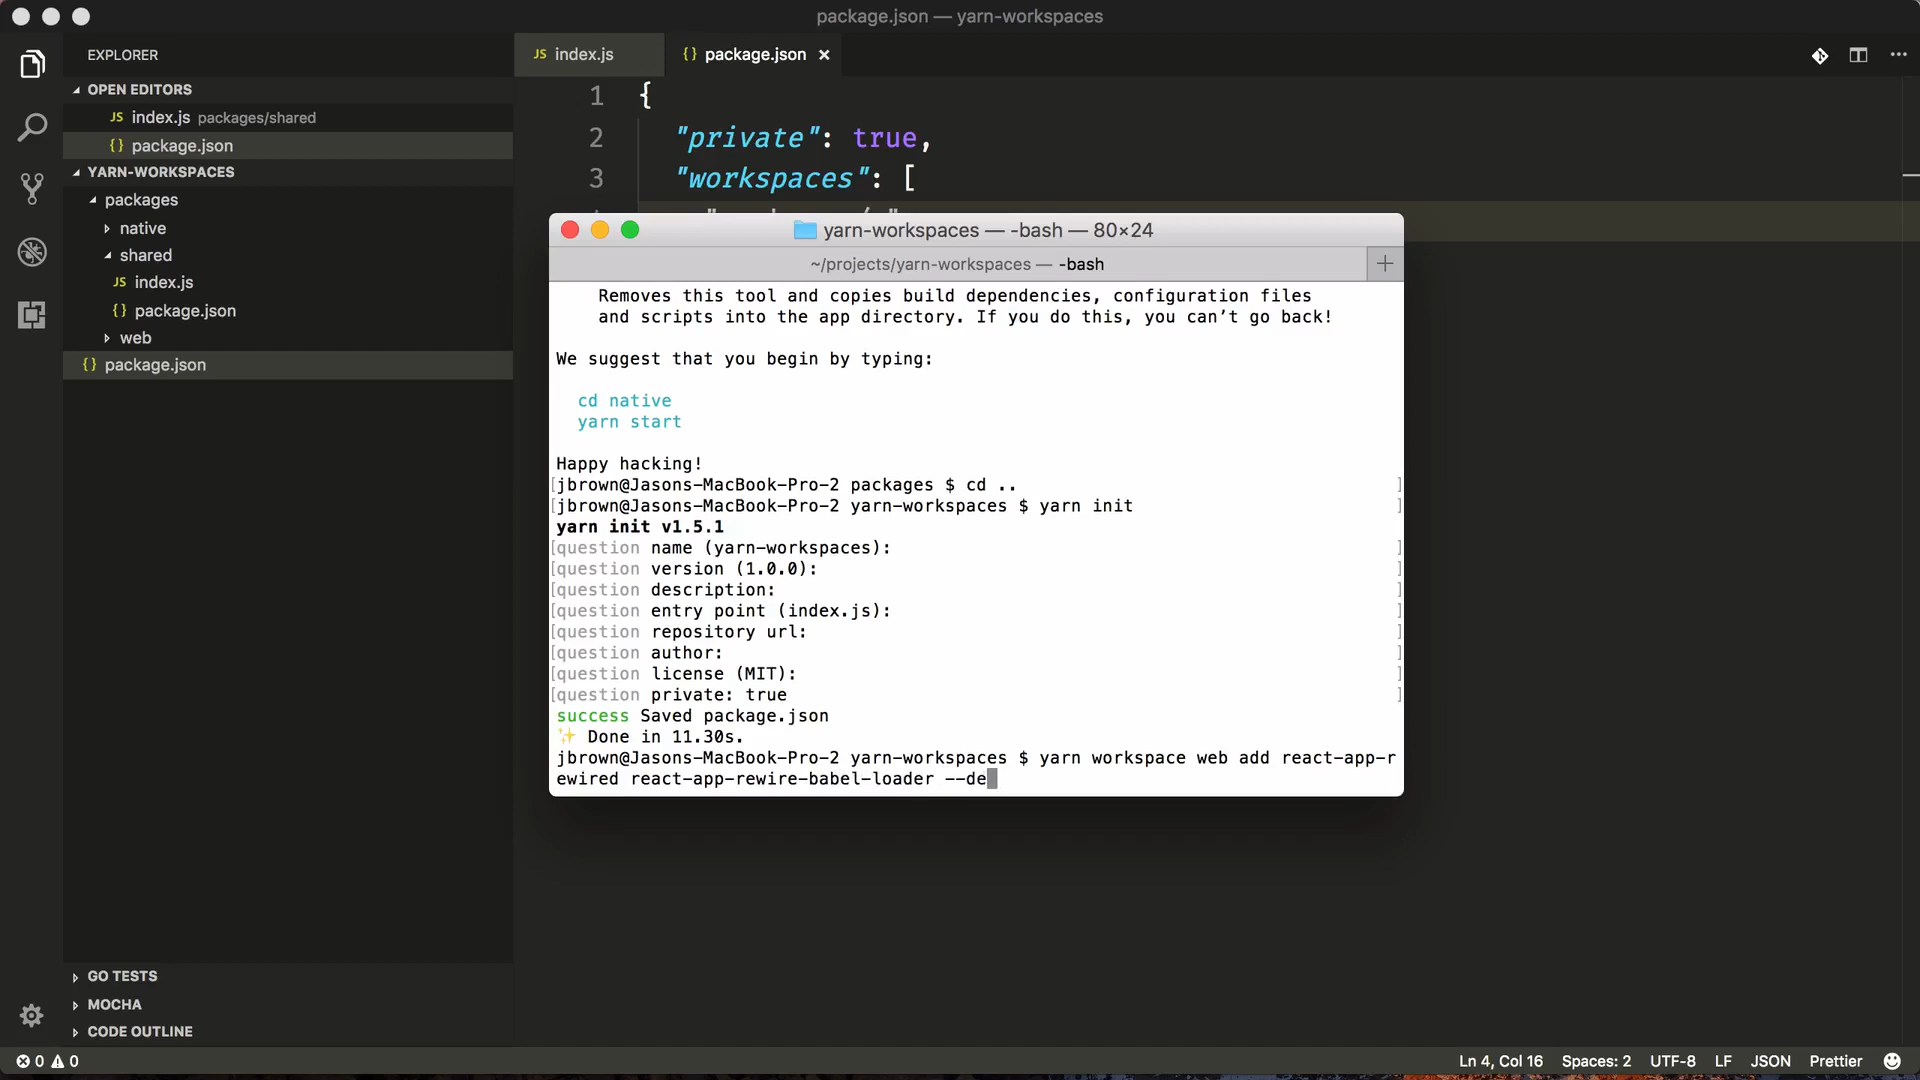 package.json — yarn-workspaces
EXPLORER
OPEN EDITORS
JS index.js packages/shared
{} package.json
YARN-WORKSPACES
packages
native
shared
JS index.js
{} package.json
web
{} package.json
GO TESTS
MOCHA
CODE OUTLINE
JS index.js
{} package.json ×
1 {
2 "private": true,
3 "workspaces": [
yarn-workspaces — -bash — 80×24
~/projects/yarn-workspaces — -bash
Removes this tool and copies build dependencies, configuration files
and scripts into the app directory. If you do this, you can’t go back!
We suggest that you begin by typing:
cd native
yarn start
Happy hacking!
[jbrown@Jasons-MacBook-Pro-2 packages $ cd .. ]
[jbrown@Jasons-MacBook-Pro-2 yarn-workspaces $ yarn init ]
yarn init v1.5.1
[question name (yarn-workspaces): ]
[question version (1.0.0): ]
[question description: ]
[question entry point (index.js): ]
[question repository url: ]
[question author: ]
[question license (MIT): ]
[question private: true ]
success Saved package.json
✨ Done in 11.30s.
jbrown@Jasons-MacBook-Pro-2 yarn-workspaces $ yarn workspace web add react-app-r
ewired react-app-rewire-babel-loader --de
0 0
Ln 4, Col 16 Spaces: 2 UTF-8 LF JSON Prettier